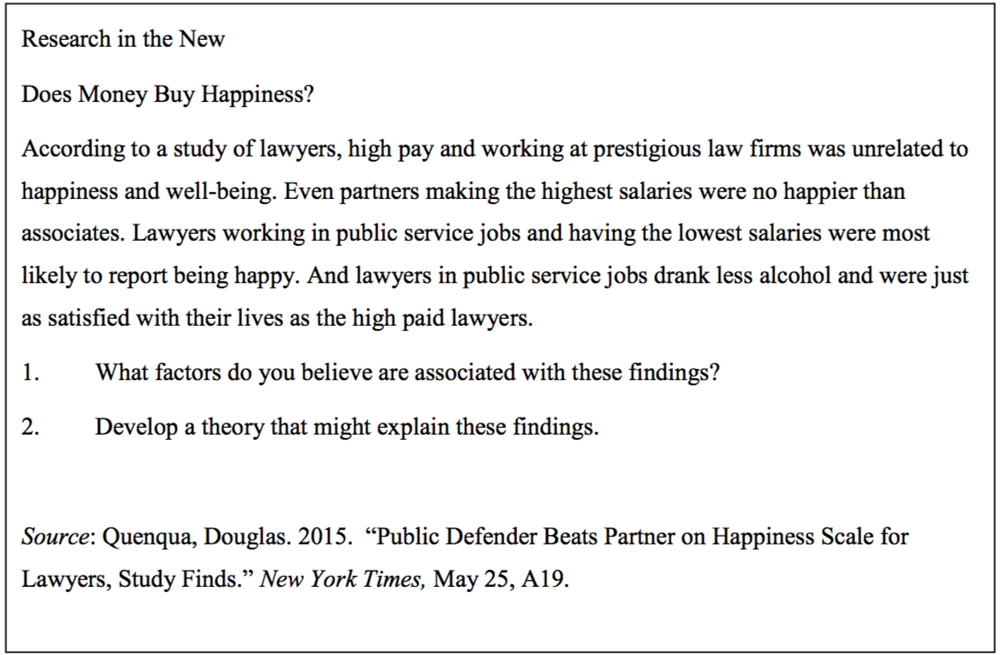 Research in the New
Does Money Buy Happiness?
According to a study of lawyers, high pay and working at prestigious law firms was unrelated to
happiness and well-being. Even partners making the highest salaries were no happier than
associates. Lawyers working in public service jobs and having the lowest salaries were most
likely to report being happy. And lawyers in public service jobs drank less alcohol and were just
as satisfied with their lives as the high paid lawyers.
1. What factors do you believe are associated with these findings?
2. Develop a theory that might explain these findings.
Source: Quenqua, Douglas. 2015. “Public Defender Beats Partner on Happiness Scale for
Lawyers, Study Finds.” New York Times, May 25, A19.